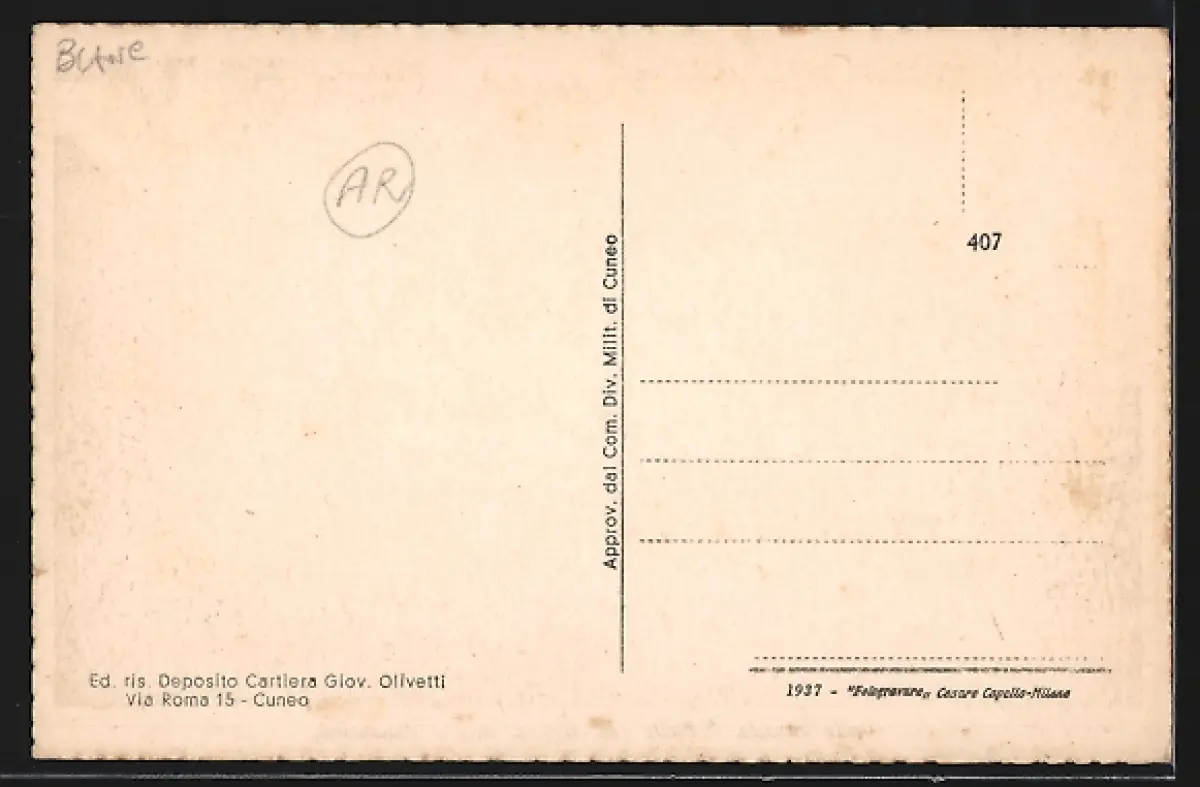 AR
407
Approv. dal Com. Div. Milit. di Cuneo
Ed. ris. Deposito Cartiera Giov. Olivetti
Via Roma 15 - Cuneo
1937 - "Fotogravure„ Cesare Capello-Milano